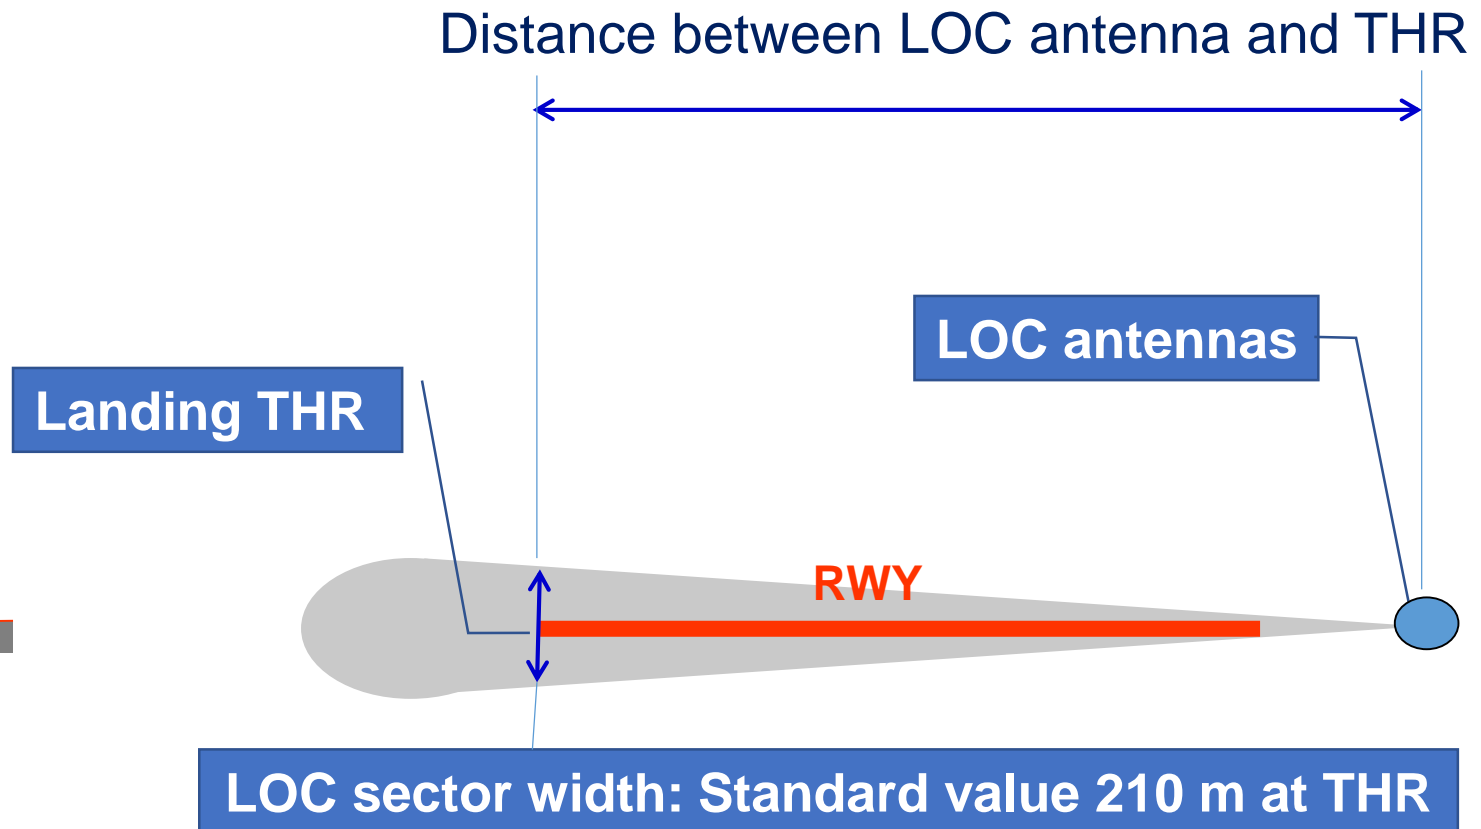 Distance between LOC antenna and THR
LOC antennas
Landing THR
RWY
LOC sector width: Standard value 210 m at THR